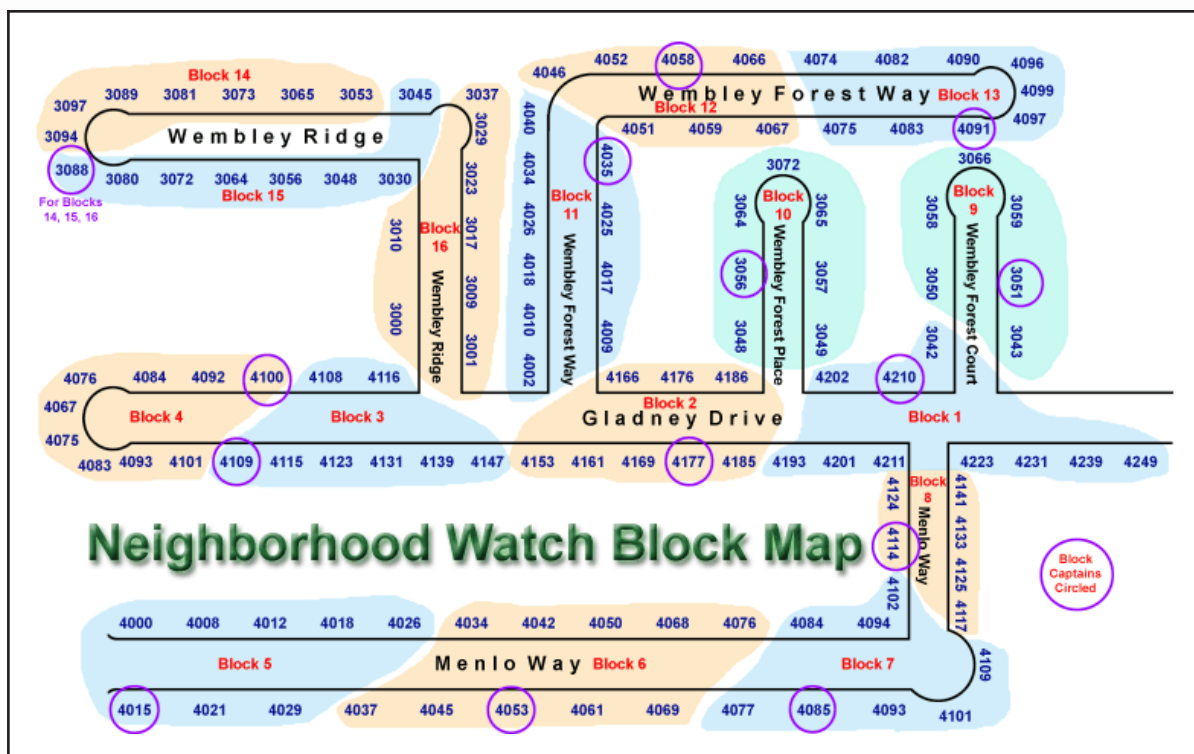 Block 14
3089 3081 3073 3065 3053 3045 3037
3097
3094
Wembley Ridge
3029
3088
3080 3072 3064 3056 3048 3030
Block 15
For Blocks
14, 15, 16
3023
3017
3009
3001
3010
3000
Block
16
Wembley Ridge
4046 4052 4058 4066 4074 4082 4090 4096
Wembley Forest Way
Block 12
Block 13
4099
4097
4051 4059 4067 4075 4083 4091
4040
4034
4026
4018
4010
4002
Block
11
Wembley Forest Way
4035
4025
4017
4009
3072
3064
3056
3048
Block
10
Wembley Forest Place
3065
3057
3049
3066
3058
3050
3042
Block
9
Wembley Forest Court
3059
3051
3043
4076 4084 4092 4100 4108 4116
4166 4176 4186
4202 4210
4067
4075
4083
Block 4
Block 3
Block 2
Gladney Drive
Block 1
4093 4101 4109 4115 4123 4131 4139 4147 4153 4161 4169 4177 4185 4193 4201 4211
4223 4231 4239 4249
Neighborhood Watch Block Map
4124
4114
4102
Block
8
Menlo Way
4141
4133
4125
4117
4109
4101
Block
Captains
Circled
4000 4008 4012 4018 4026 4034 4042 4050 4068 4076 4084 4094
Block 5
Menlo Way
Block 6
Block 7
4015 4021 4029 4037 4045 4053 4061 4069 4077 4085 4093